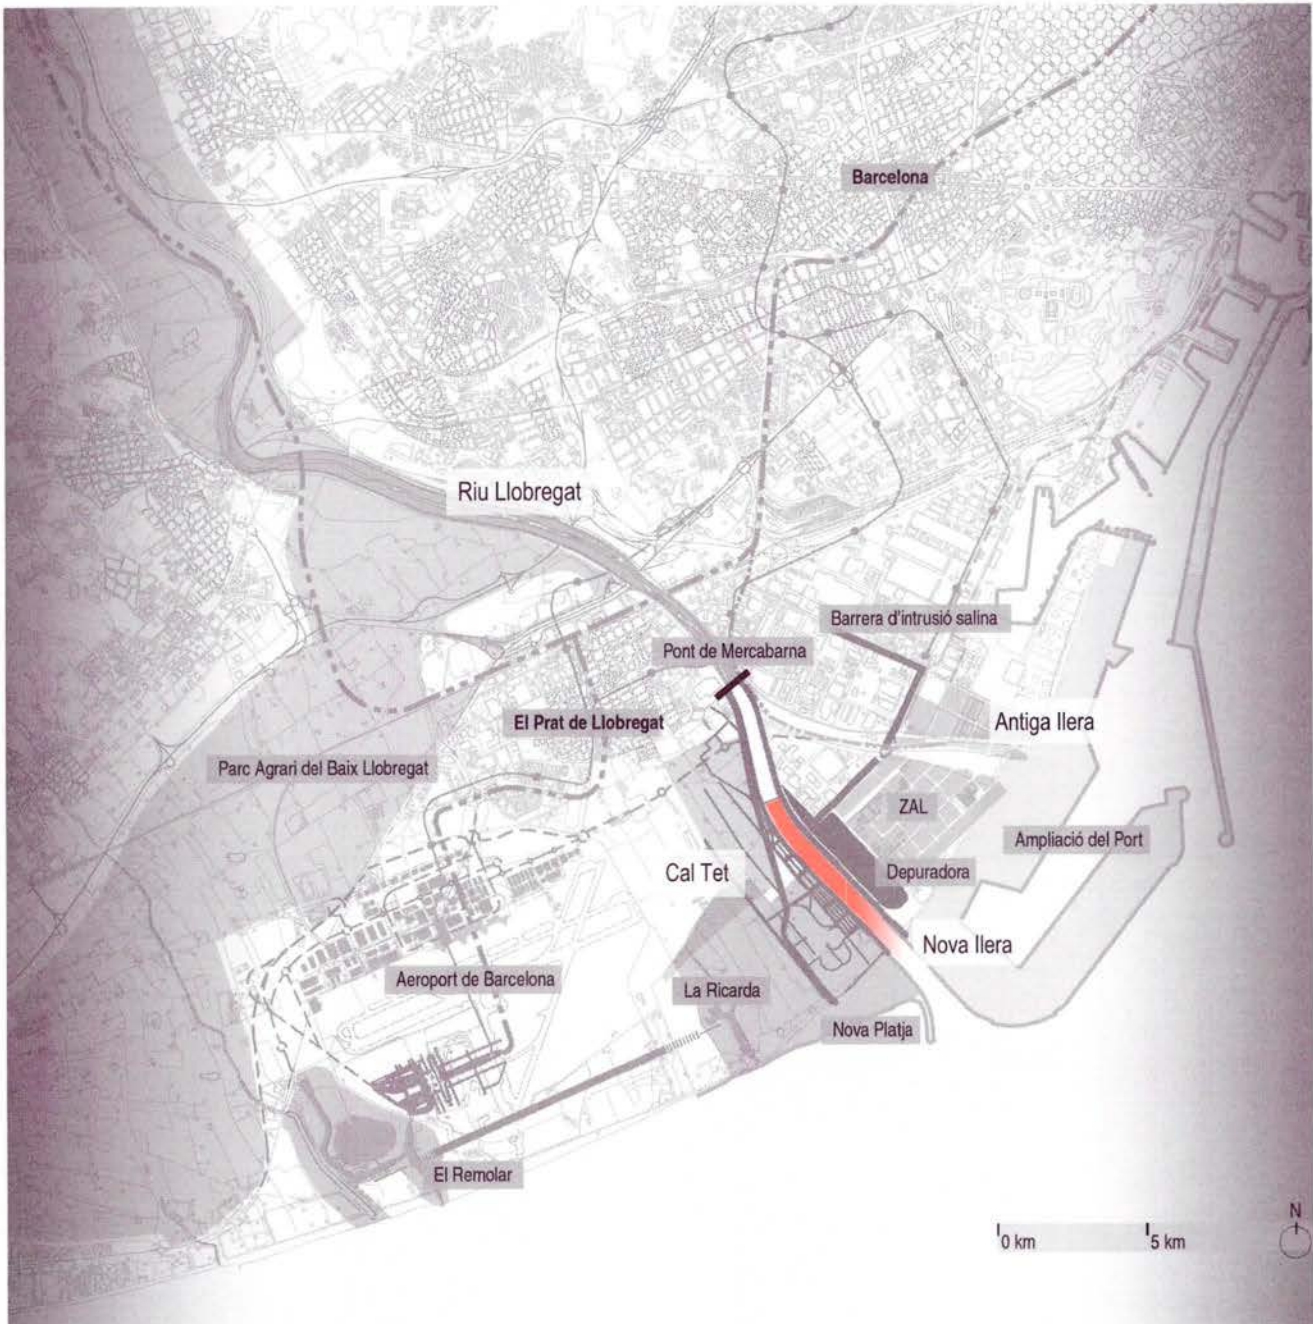 Barcelona
Riu Llobregat
Barrera d'intrusió salina
Pont de Mercabarna
El Prat de Llobregat
Antiga llera
Parc Agrari del Baix Llobregat
ZAL
Ampliació del Port
Cal Tet
Depuradora
Nova llera
Aeroport de Barcelona
La Ricarda
Nova Platja
El Remolar
N
0 km
5 km